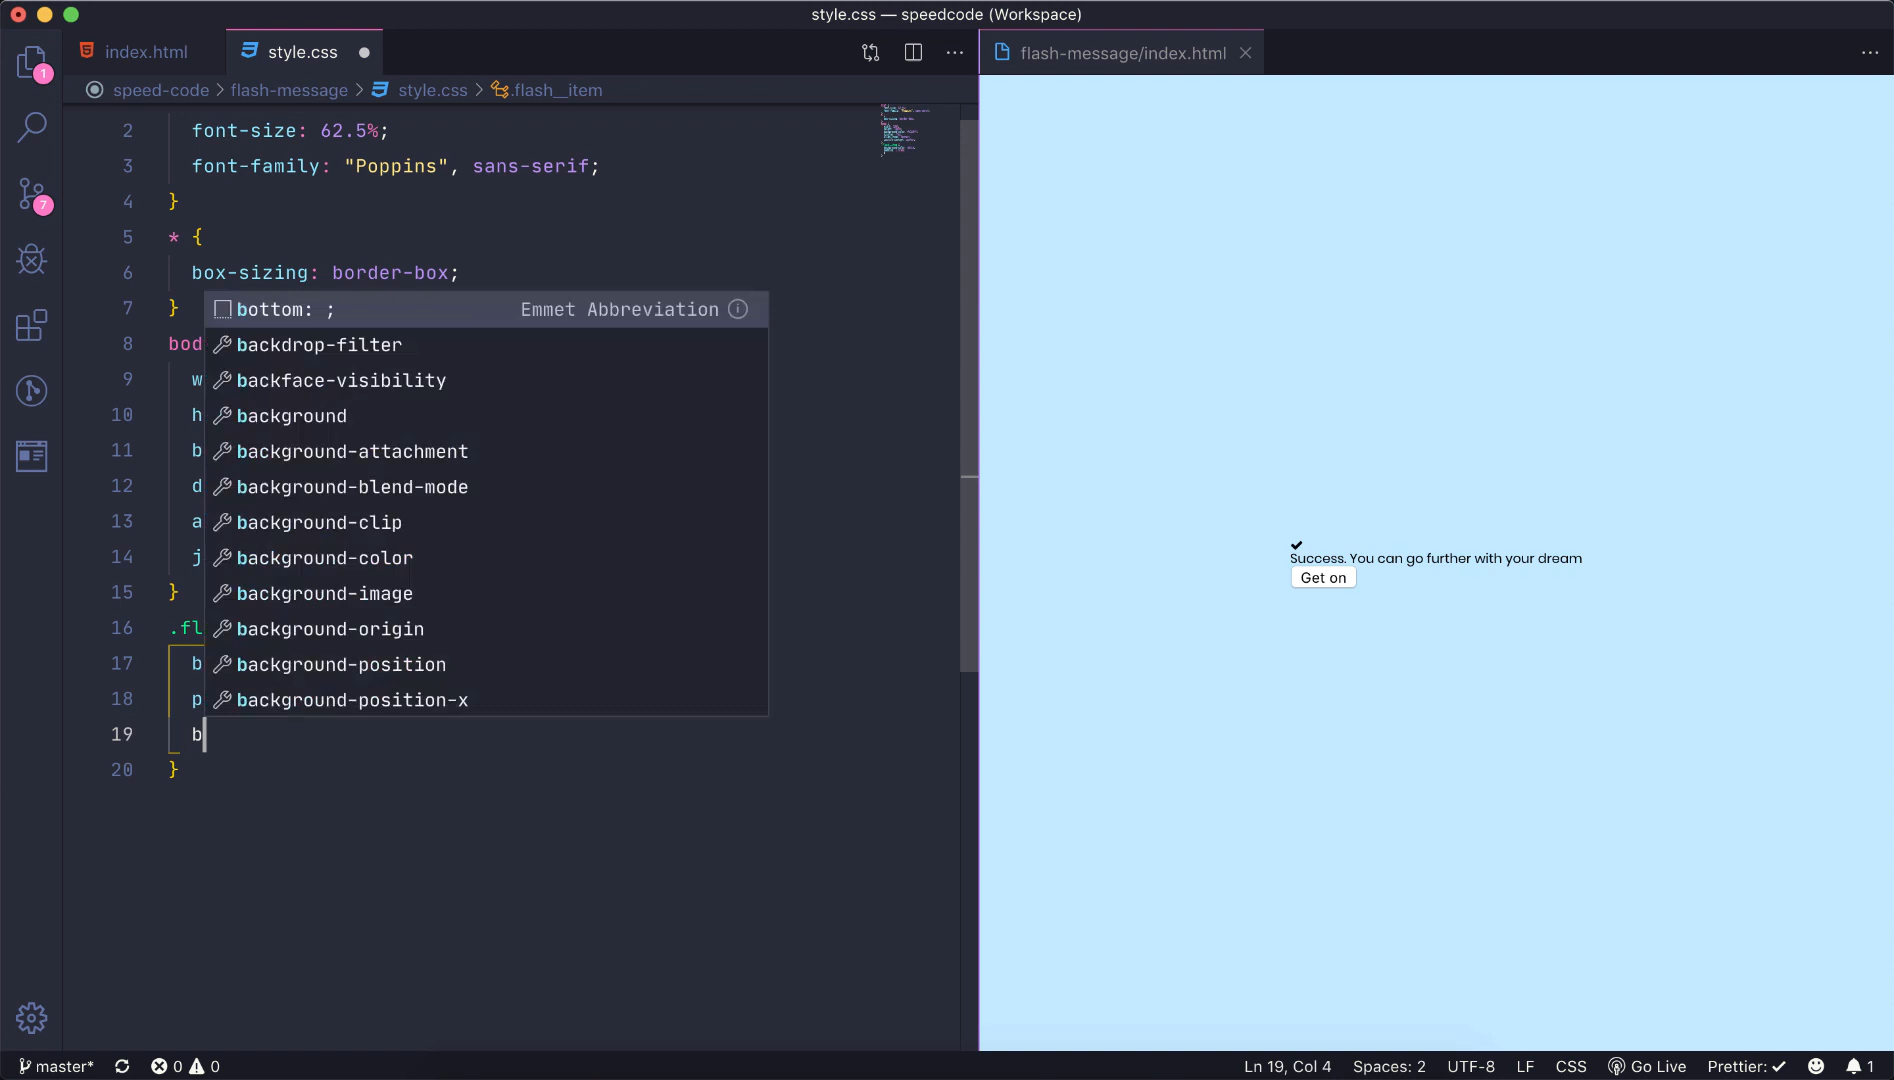 style.css — speedcode (Workspace)
index.html
style.css
flash-message/index.html
speed-code > flash-message > style.css > .flash__item
1
7
2 font-size: 62.5%;
3 font-family: "Poppins", sans-serif;
4 }
5 * {
6 box-sizing: border-box;
7 }
bottom: ; Emmet Abbreviation
8 bod
backdrop-filter
9 w
backface-visibility
10 h
background
11 b
background-attachment
12 d
background-blend-mode
13 a
background-clip
14 j
background-color
15 }
background-image
16 .fl
background-origin
17 b
background-position
18 p
background-position-x
19 b
20 }
Success. You can go further with your dream
Get on
master* 0 0 Ln 19, Col 4 Spaces: 2 UTF-8 LF CSS Go Live Prettier: ✓ 1